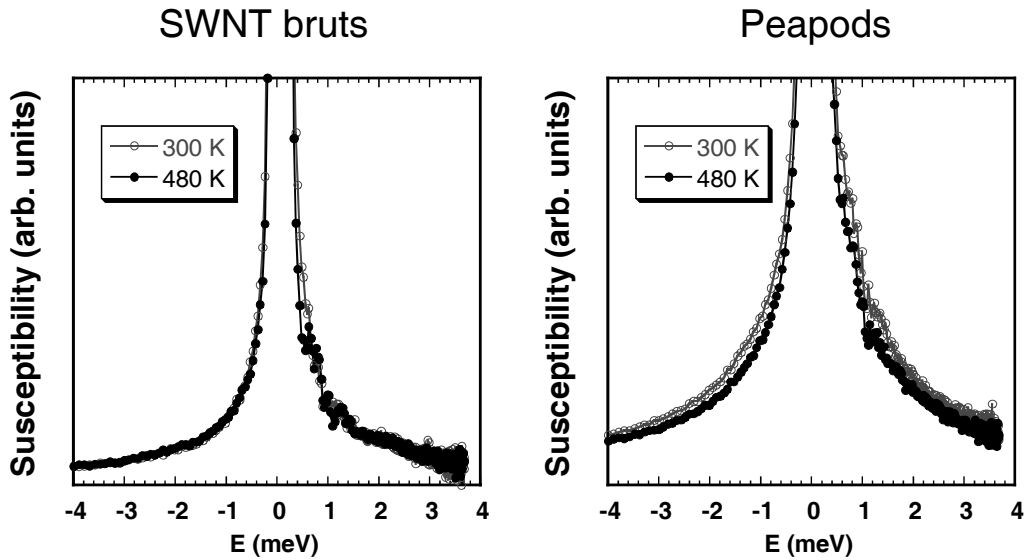 SWNT bruts
Susceptibility (arb. units)
300 K
480 K
-4 -3 -2 -1 0 1 2 3 4
E (meV)
Peapods
Susceptibility (arb. units)
300 K
480 K
-4 -3 -2 -1 0 1 2 3 4
E (meV)